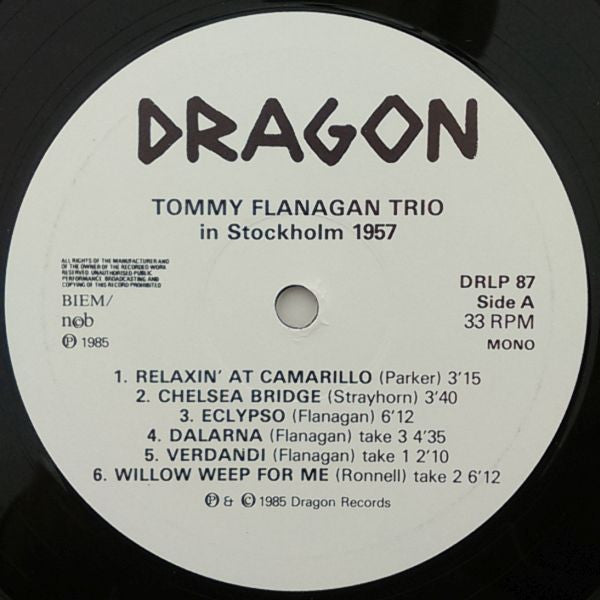 DRAGON
TOMMY FLANAGAN TRIO
in Stockholm 1957
ALL RIGHTS OF THE MANUFACTURER AND
OF THE OWNER OF THE RECORDED WORK
RESERVED. UNAUTHORISED PUBLIC
PERFORMANCE BROADCASTING AND
COPYING OF THIS RECORD PROHIBITED
BIEM/
n©b
Ⓟ 1985
DRLP 87
Side A
33 RPM
MONO
1. RELAXIN' AT CAMARILLO (Parker) 3'15
2. CHELSEA BRIDGE (Strayhorn) 3'40
3. ECLYPSO (Flanagan) 6'12
4. DALARNA (Flanagan) take 3 4'35
5. VERDANDI (Flanagan) take 1 2'10
6. WILLOW WEEP FOR ME (Ronnell) take 2 6'12
Ⓟ & © 1985 Dragon Records